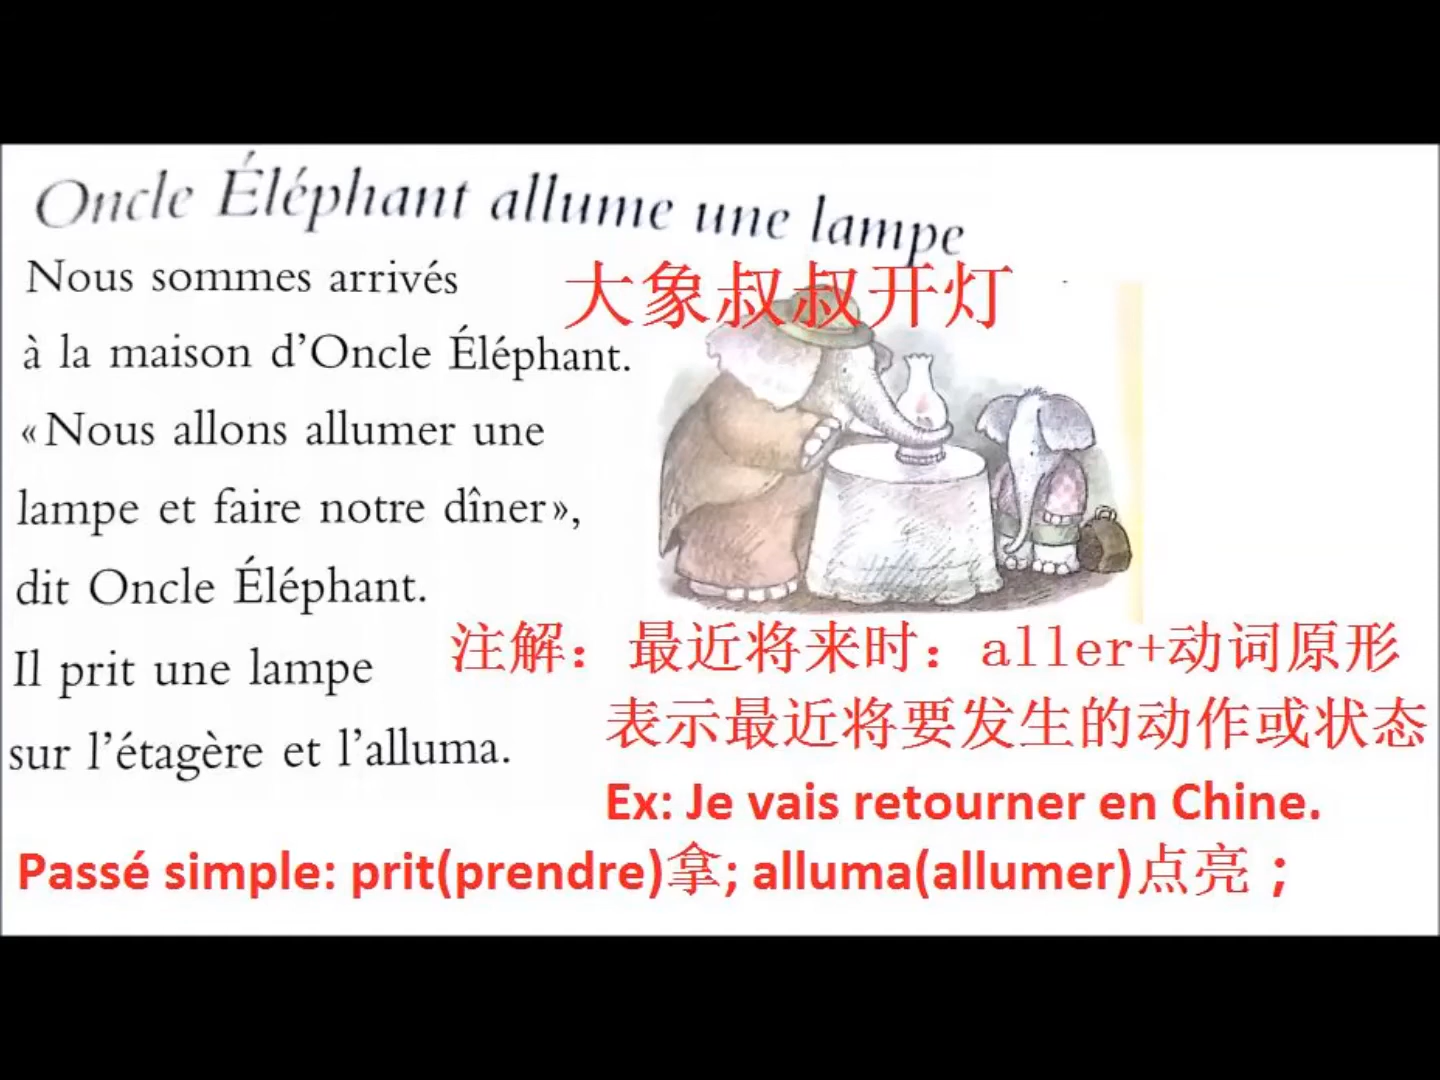 Oncle Éléphant allume une lampe
大象叔叔开灯
Nous sommes arrivés
à la maison d'Oncle Éléphant.
«Nous allons allumer une
lampe et faire notre dîner»,
dit Oncle Éléphant.
Il prit une lampe
sur l'étagère et l'alluma.
注解：最近将来时：aller+动词原形
表示最近将要发生的动作或状态
Ex: Je vais retourner en Chine.
Passé simple: prit(prendre)拿; alluma(allumer)点亮；